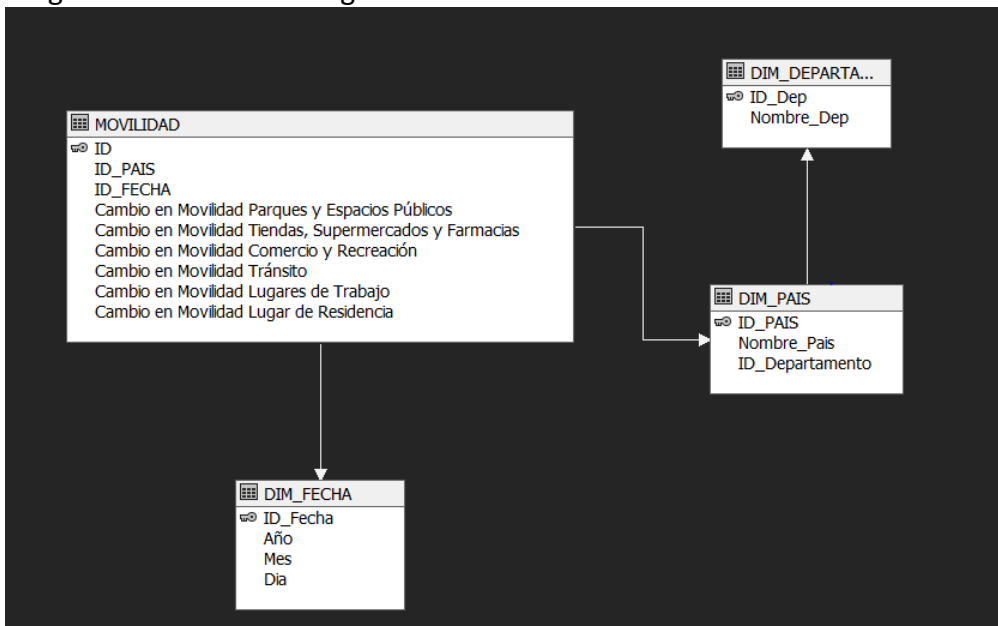 MOVILIDAD
ID
ID_PAIS
ID_FECHA
Cambio en Movilidad Parques y Espacios Públicos
Cambio en Movilidad Tiendas, Supermercados y Farmacias
Cambio en Movilidad Comercio y Recreación
Cambio en Movilidad Tránsito
Cambio en Movilidad Lugares de Trabajo
Cambio en Movilidad Lugar de Residencia
DIM_DEPARTA...
ID_Dep
Nombre_Dep
DIM_PAIS
ID_PAIS
Nombre_Pais
ID_Departamento
DIM_FECHA
ID_Fecha
Año
Mes
Dia